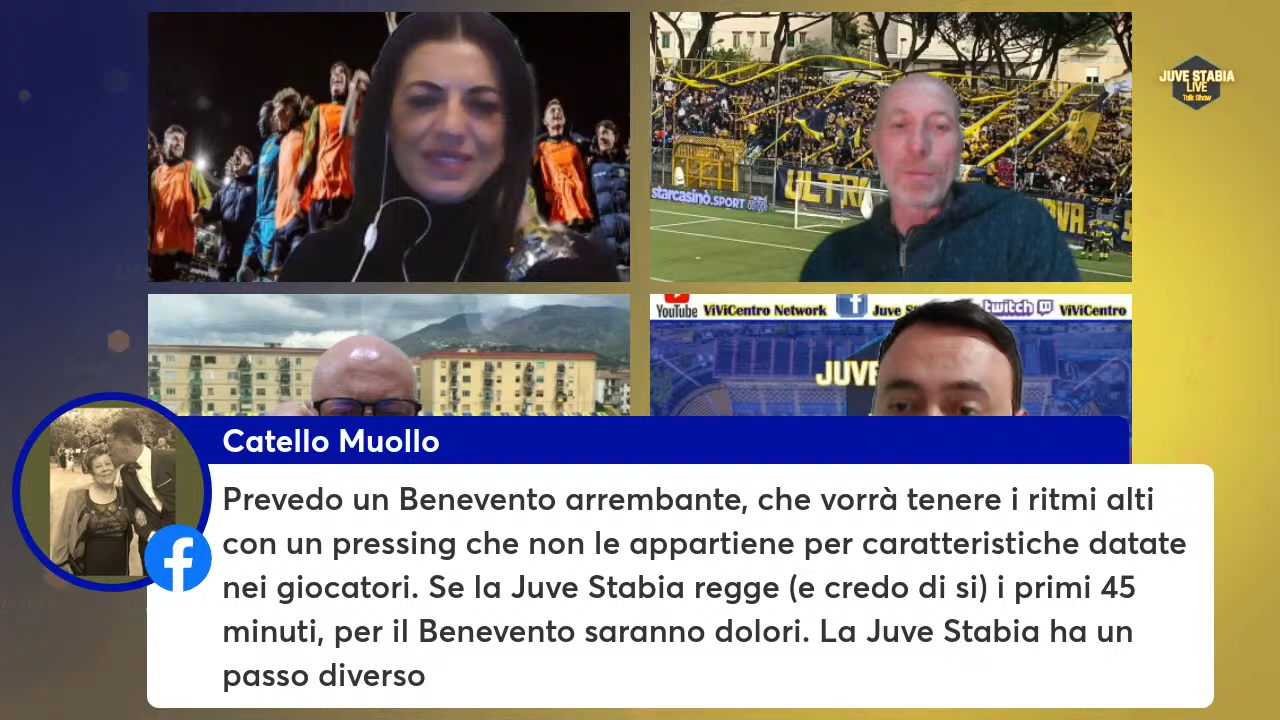 JUVE STABIA
LIVE
Talk Show
starcasinò.SPORT
ULTRA
YouTube ViViCentro Network
twitch ViViCentro
JUVE
Catello Muollo
Prevedo un Benevento arrembante, che vorrà tenere i ritmi alti
con un pressing che non le appartiene per caratteristiche datate
nei giocatori. Se la Juve Stabia regge (e credo di si) i primi 45
minuti, per il Benevento saranno dolori. La Juve Stabia ha un
passo diverso